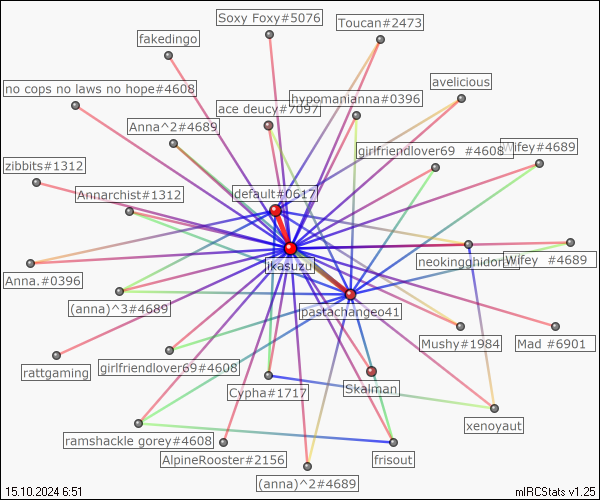 Soxy Foxy#5076
Toucan#2473
fakedingo
avelicious
no cops no laws no hope#4608
hypomanianna#0396
ace deucy#7097
Anna^2#4689
Wifey#4689
girlfriendlover69 #4608
zibbits#1312
Annarchist#1312
default#0617
Wifey #4689
neokingghidorah
ikasuzu
Anna.#0396
(anna)^3#4689
pastachangeo41
Mushy#1984
Mad #6901
rattgaming
girlfriendlover69#4608
Cypha#1717
Skalman
xenoyaut
ramshackle gorey#4608
AlpineRooster#2156
frisout
(anna)^2#4689
15.10.2024 6:51
mIRCStats v1.25